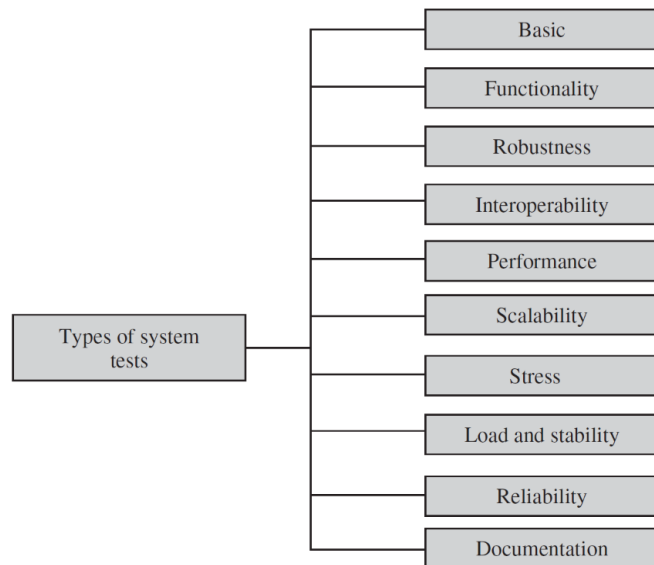 Basic
Functionality
Robustness
Interoperability
Performance
Types of system
tests
Scalability
Stress
Load and stability
Reliability
Documentation